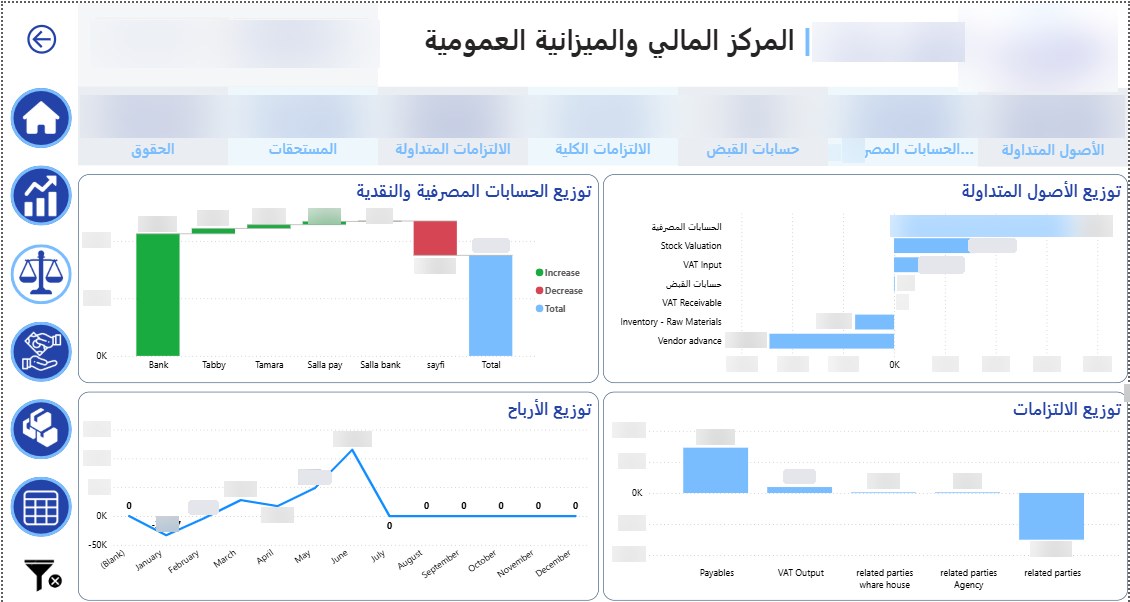 المركز المالي والميزانية العمومية
الأصول المتداولة
الحسابات المصر...
حسابات القبض
الالتزامات الكلية
الالتزامات المتداولة
المستحقات
الحقوق
توزيع الأصول المتداولة
الحسابات المصرفية
Stock Valuation
VAT Input
حسابات القبض
VAT Receivable
Inventory - Raw Materials
Vendor advance
0K
توزيع الحسابات المصرفية والنقدية
0K
Bank
Tabby
Tamara
Salla pay
Salla bank
sayfi
Total
Increase
Decrease
Total
توزيع الالتزامات
0K
Payables
VAT Output
related parties
whare house
related parties
Agency
related parties
توزيع الأرباح
0K
-50K
0
0
0
0
0
0
0
(Blank)
January
February
March
April
May
June
July
August
September
October
November
December